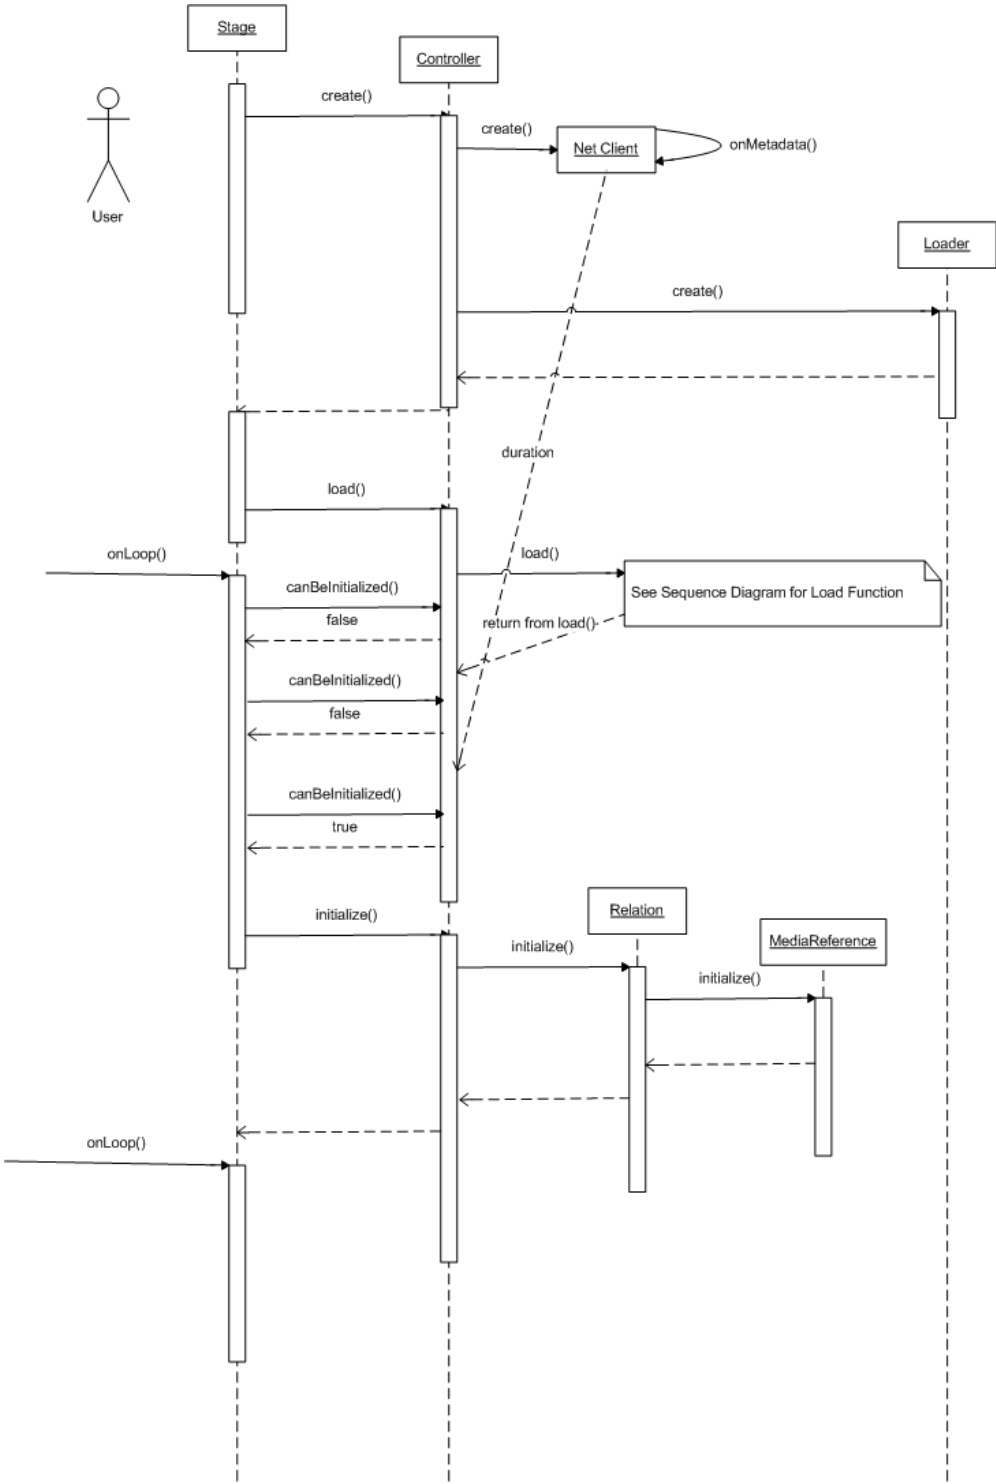 Stage
Controller
create()
create()
Net Client
onMetadata()
User
Loader
create()
duration
load()
onLoop()
load()
canBeInitialized()
See Sequence Diagram for Load Function
false
return from load()
canBeInitialized()
false
canBeInitialized()
true
initialize()
Relation
initialize()
MediaReference
initialize()
onLoop()